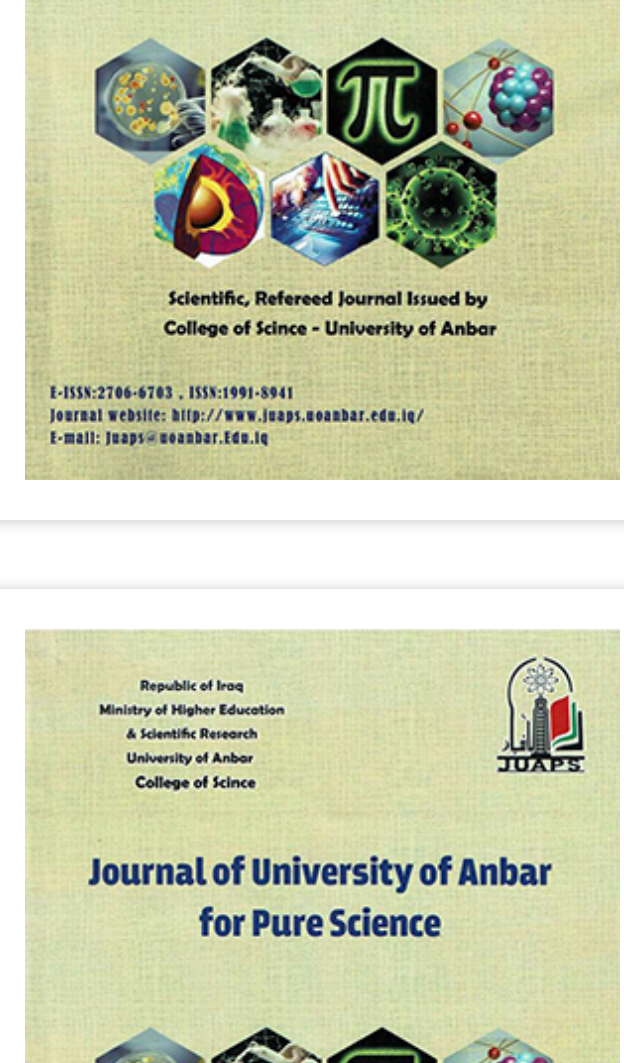 π
Scientific, Refereed Journal Issued by
College of Scince - University of Anbar
E-ISSN:2706-6703 , ISSN:1991-8941
Journal website: http://www.juaps.uoanbar.edu.iq/
E-mail: Juaps@uoanbar.Edu.iq
Republic of Iraq
Ministry of Higher Education
& Scientific Research
University of Anbar
College of Scince
JUAPS
Journal of University of Anbar
for Pure Science